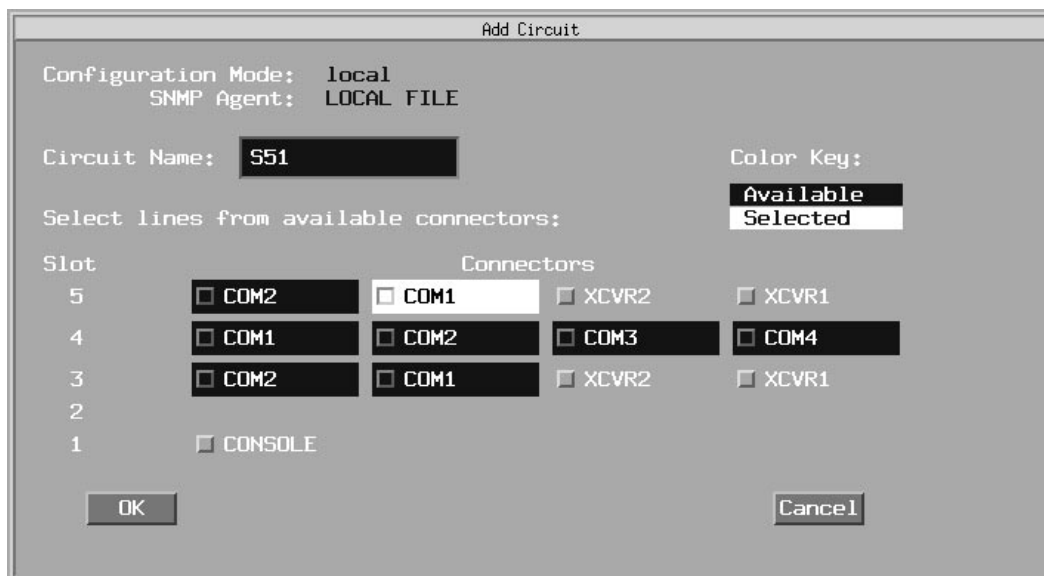 Add Circuit
Configuration Mode: local
SNMP Agent: LOCAL FILE
Circuit Name: S51
Color Key:
Available
Selected
Select lines from available connectors:
Slot Connectors
5 COM2 COM1 XCVR2 XCVR1
4 COM1 COM2 COM3 COM4
3 COM2 COM1 XCVR2 XCVR1
2
1 CONSOLE
OK Cancel